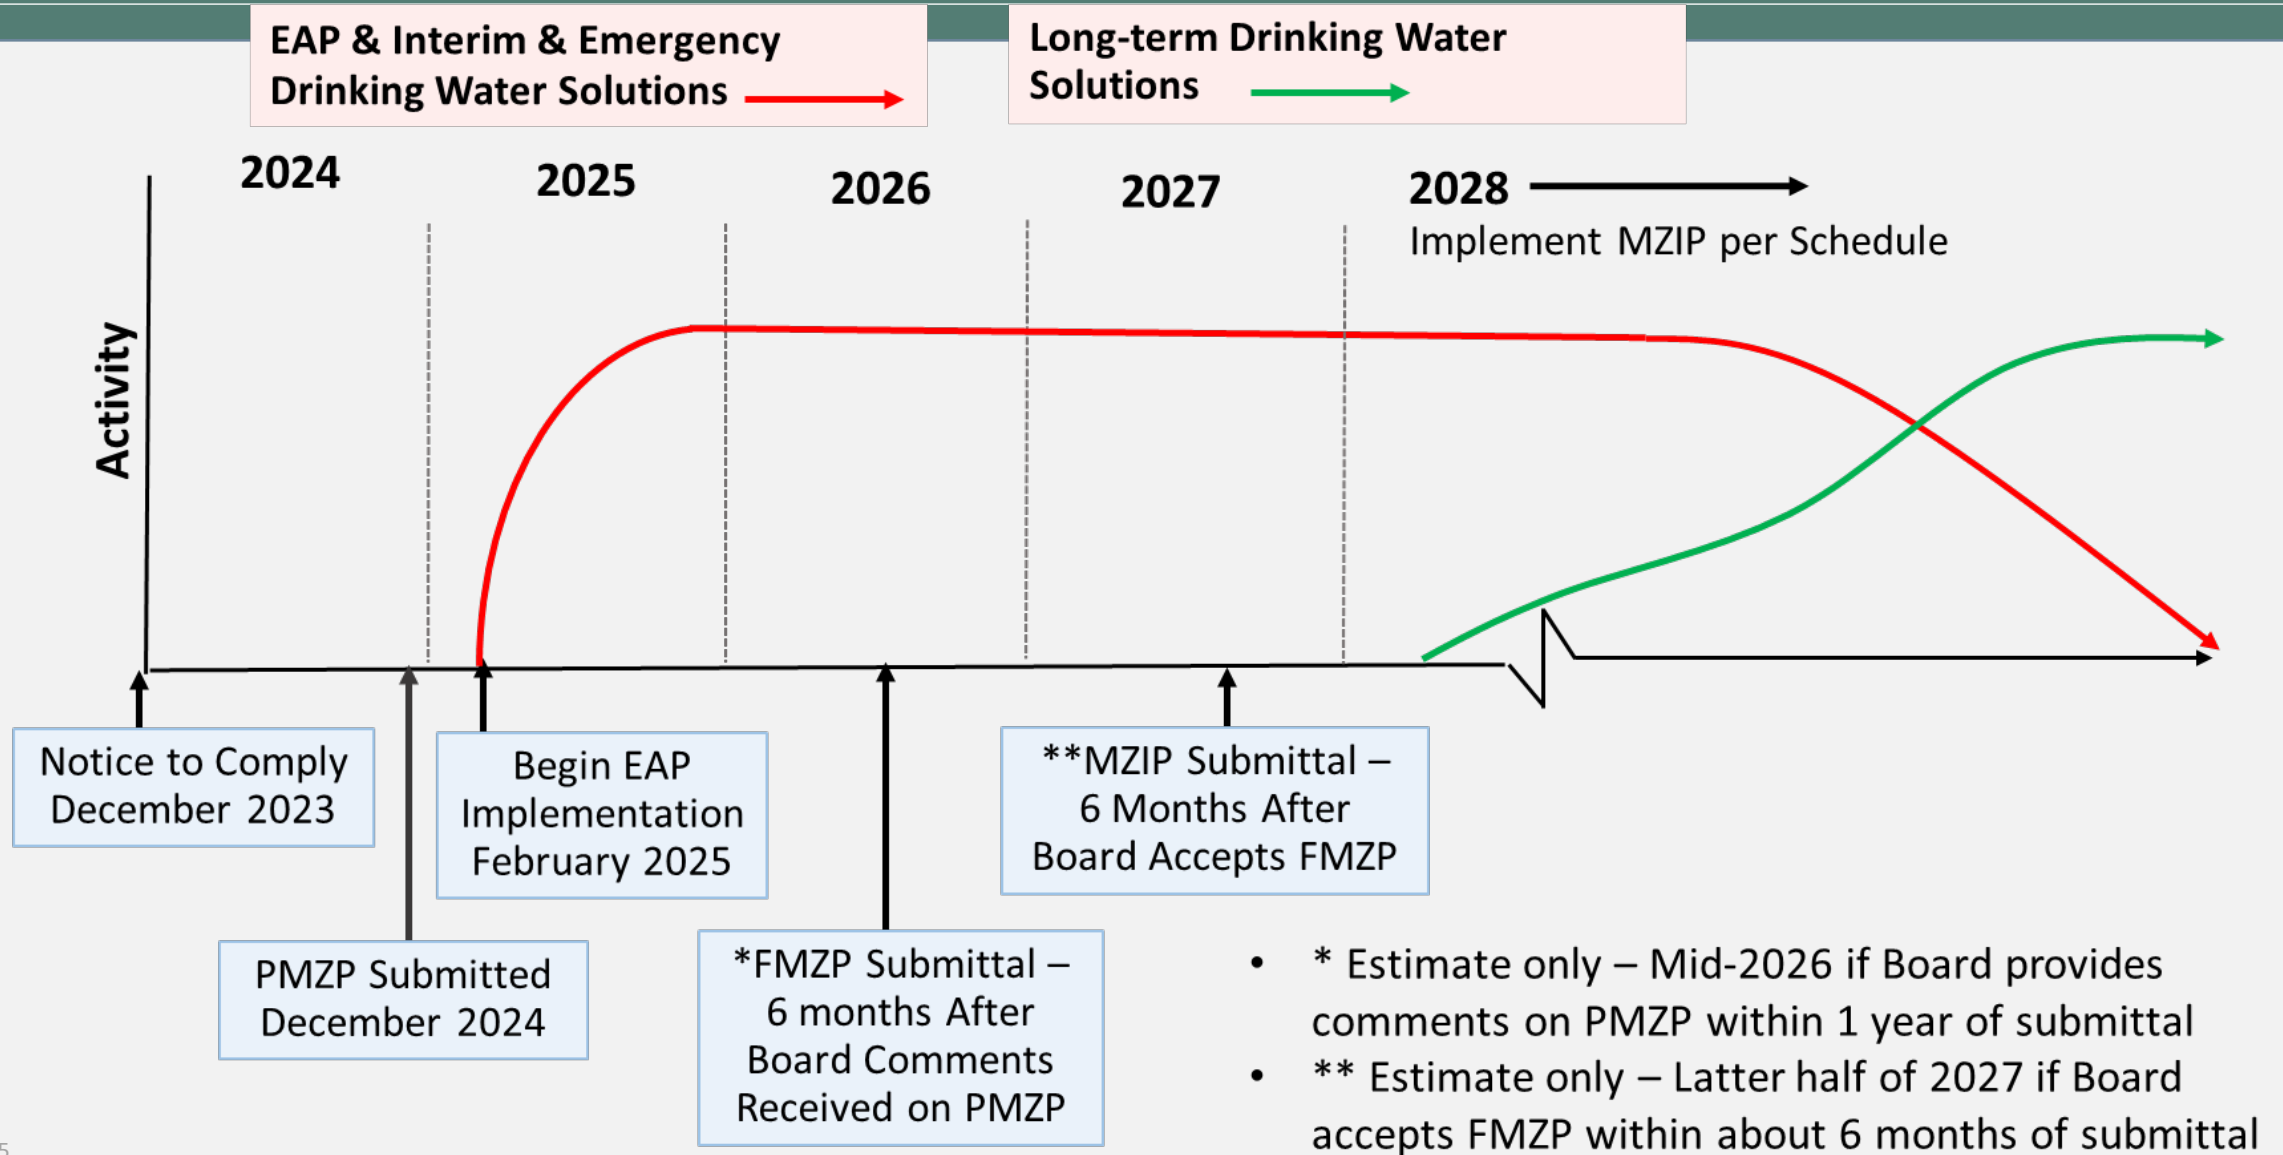 EAP & Interim & Emergency
Drinking Water Solutions
Long-term Drinking Water
Solutions
2024
2025
2026
2027
2028
Implement MZIP per Schedule
Activity
Notice to Comply
December 2023
Begin EAP
Implementation
February 2025
**MZIP Submittal –
6 Months After
Board Accepts FMZP
PMZP Submitted
December 2024
*FMZP Submittal –
6 months After
Board Comments
Received on PMZP
• * Estimate only – Mid-2026 if Board provides
comments on PMZP within 1 year of submittal
• ** Estimate only – Latter half of 2027 if Board
accepts FMZP within about 6 months of submittal